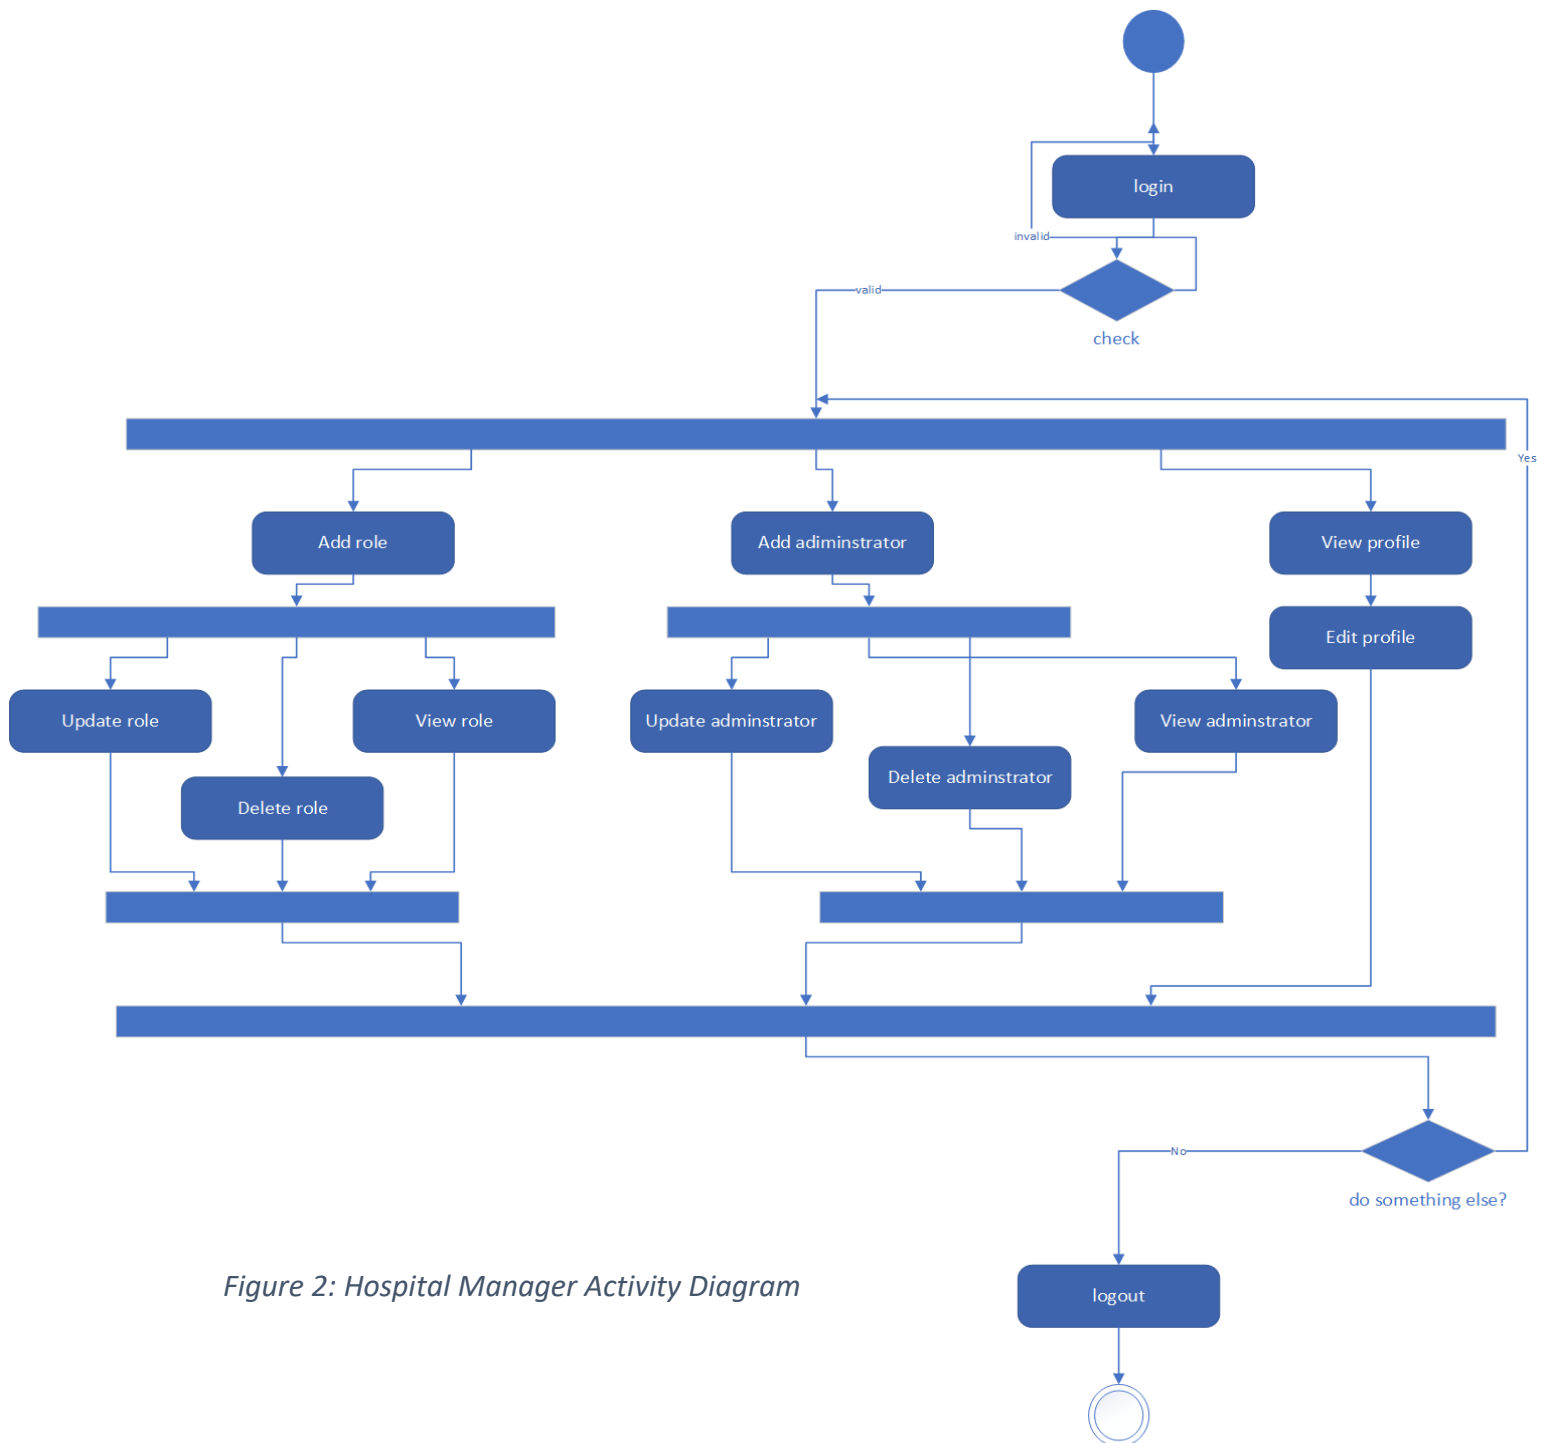 login
invalid
valid
check
Yes
Add role
Add adiminstrator
View profile
Edit profile
Update role
View role
Update adminstrator
View adminstrator
Delete adminstrator
Delete role
No
do something else?
Figure 2: Hospital Manager Activity Diagram
logout